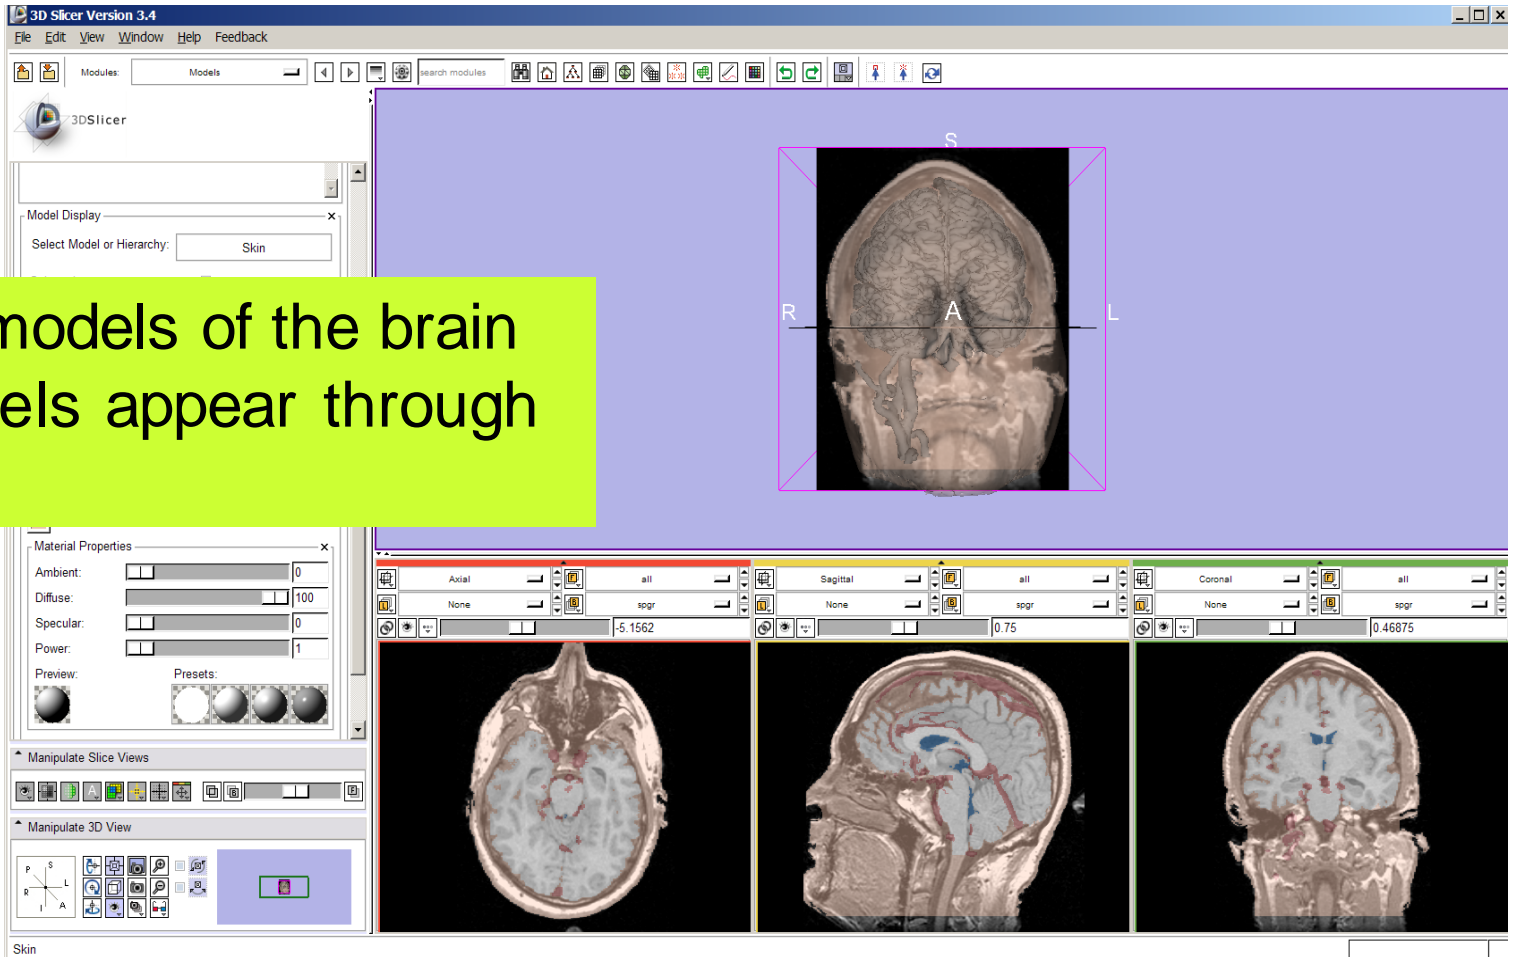 3D Slicer Version 3.4
File Edit View Window Help Feedback
Modules: Models search modules
3DSlicer
Model Display
Select Model or Hierarchy: Skin
models of the brain
els appear through
Material Properties
Ambient: 0
Diffuse: 100
Specular: 0
Power: 1
Preview: Presets:
Manipulate Slice Views
Manipulate 3D View
P S
R L
I A
S
R A L
Axial all
None spgr
-5.1562
Sagittal all
None spgr
0.75
Coronal all
None spgr
0.46875
Skin